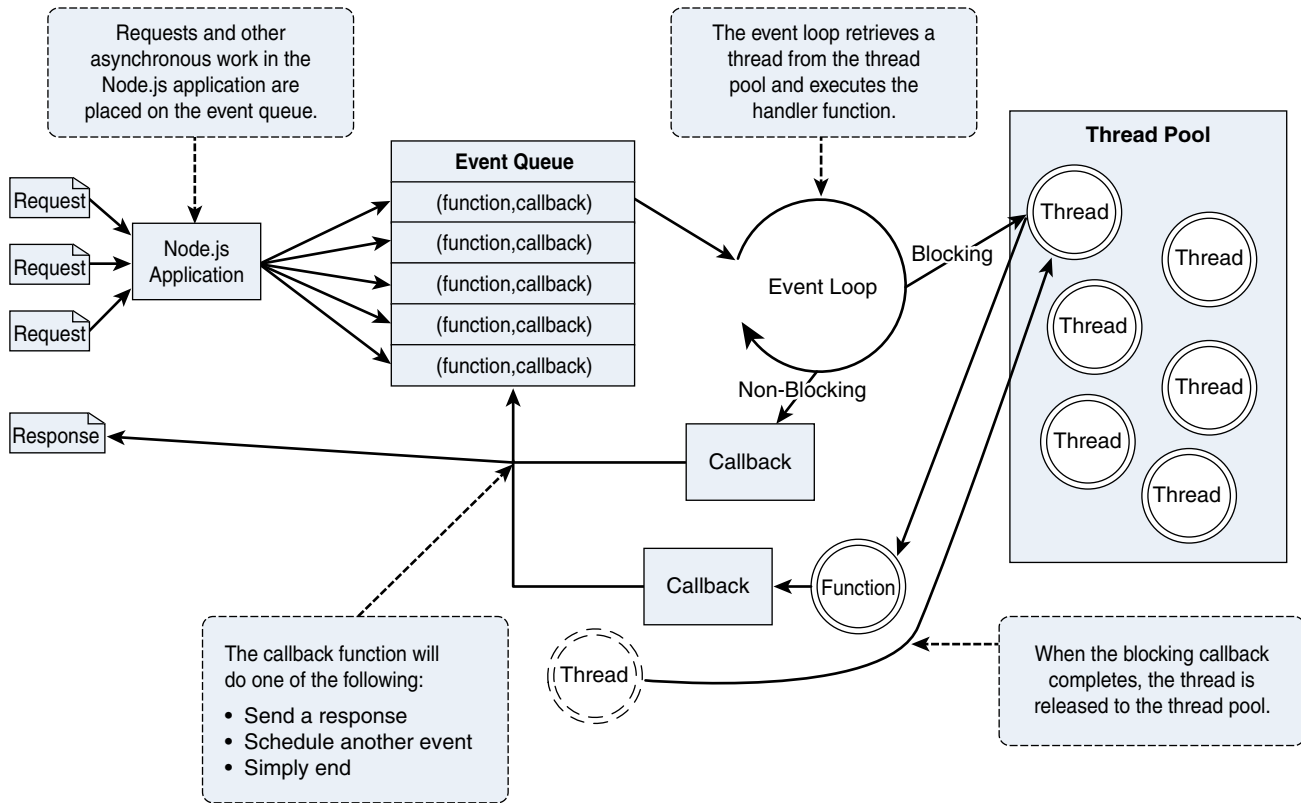 Requests and other
asynchronous work in the
Node.js application are
placed on the event queue.
The event loop retrieves a
thread from the thread
pool and executes the
handler function.
Thread Pool
Event Queue
(function,callback)
(function,callback)
(function,callback)
(function,callback)
(function,callback)
Request
Request
Request
Node.js
Application
Event Loop
Blocking
Non-Blocking
Thread
Thread
Thread
Thread
Thread
Thread
Response
Callback
Callback
Function
Thread
The callback function will
do one of the following:
• Send a response
• Schedule another event
• Simply end
When the blocking callback
completes, the thread is
released to the thread pool.